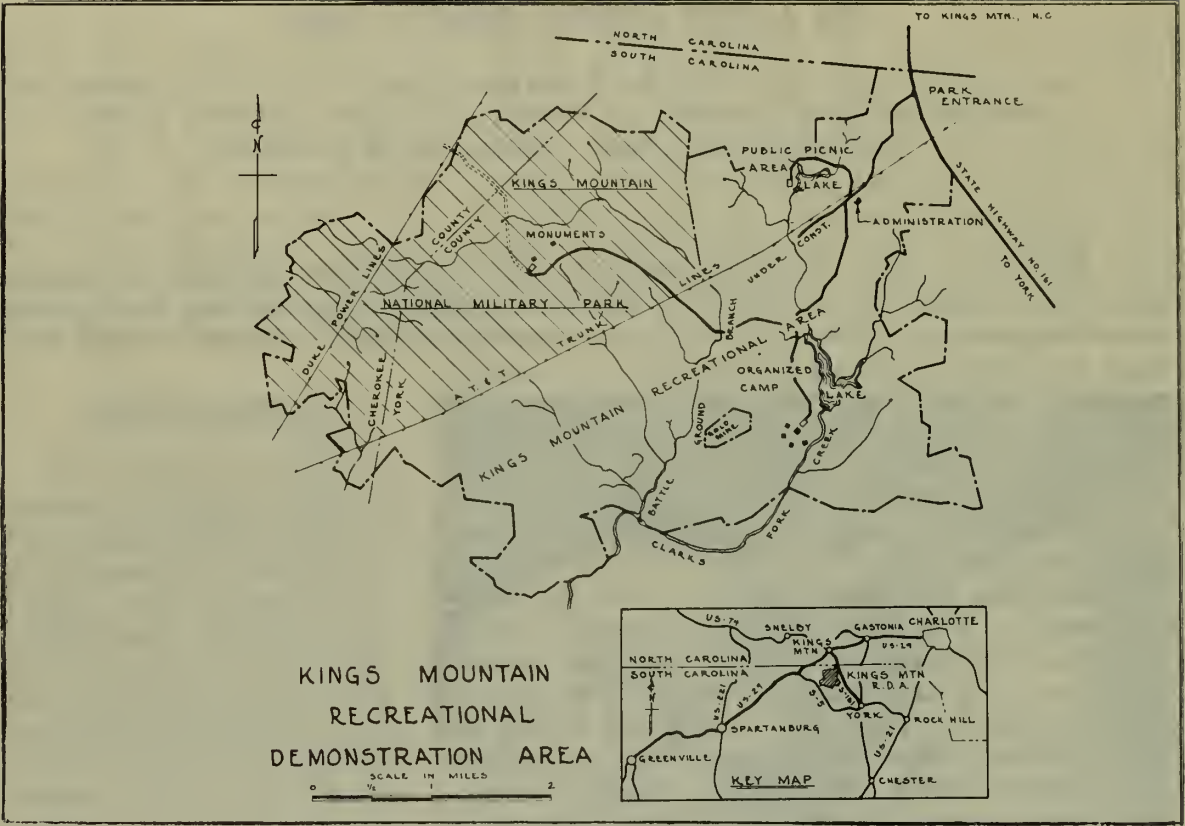 TO KINGS MTN., N.C
NORTH CAROLINA
SOUTH CAROLINA
PARK
ENTRANCE
N
PUBLIC PICNIC
AREA
LAKE
KINGS MOUNTAIN
STATE HIGHWAY NO. 161
TO YORK
ADMINISTRATION
COUNTY
COUNTY
MONUMENTS
UNDER CONST.
DUKE POWER LINES
NATIONAL MILITARY PARK
A.T.&T. TRUNK LINES
CHEROKEE
YORK
KINGS MOUNTAIN RECREATIONAL AREA
ORGANIZED
CAMP
LAKE
GOLD
MINE
BATTLE GROUND BRANCH
CLARKS FORK CREEK
KINGS MOUNTAIN
RECREATIONAL
DEMONSTRATION AREA
SCALE IN MILES
0 1/2 1 2
US-74
SHELBY
GASTONIA
CHARLOTTE
KINGS
MTN
US-29
NORTH CAROLINA
SOUTH CAROLINA
KINGS MTN
R.D.A.
N
US-221
US-29
S-5
S-161
YORK
ROCK HILL
SPARTANBURG
US-21
GREENVILLE
KEY MAP
CHESTER